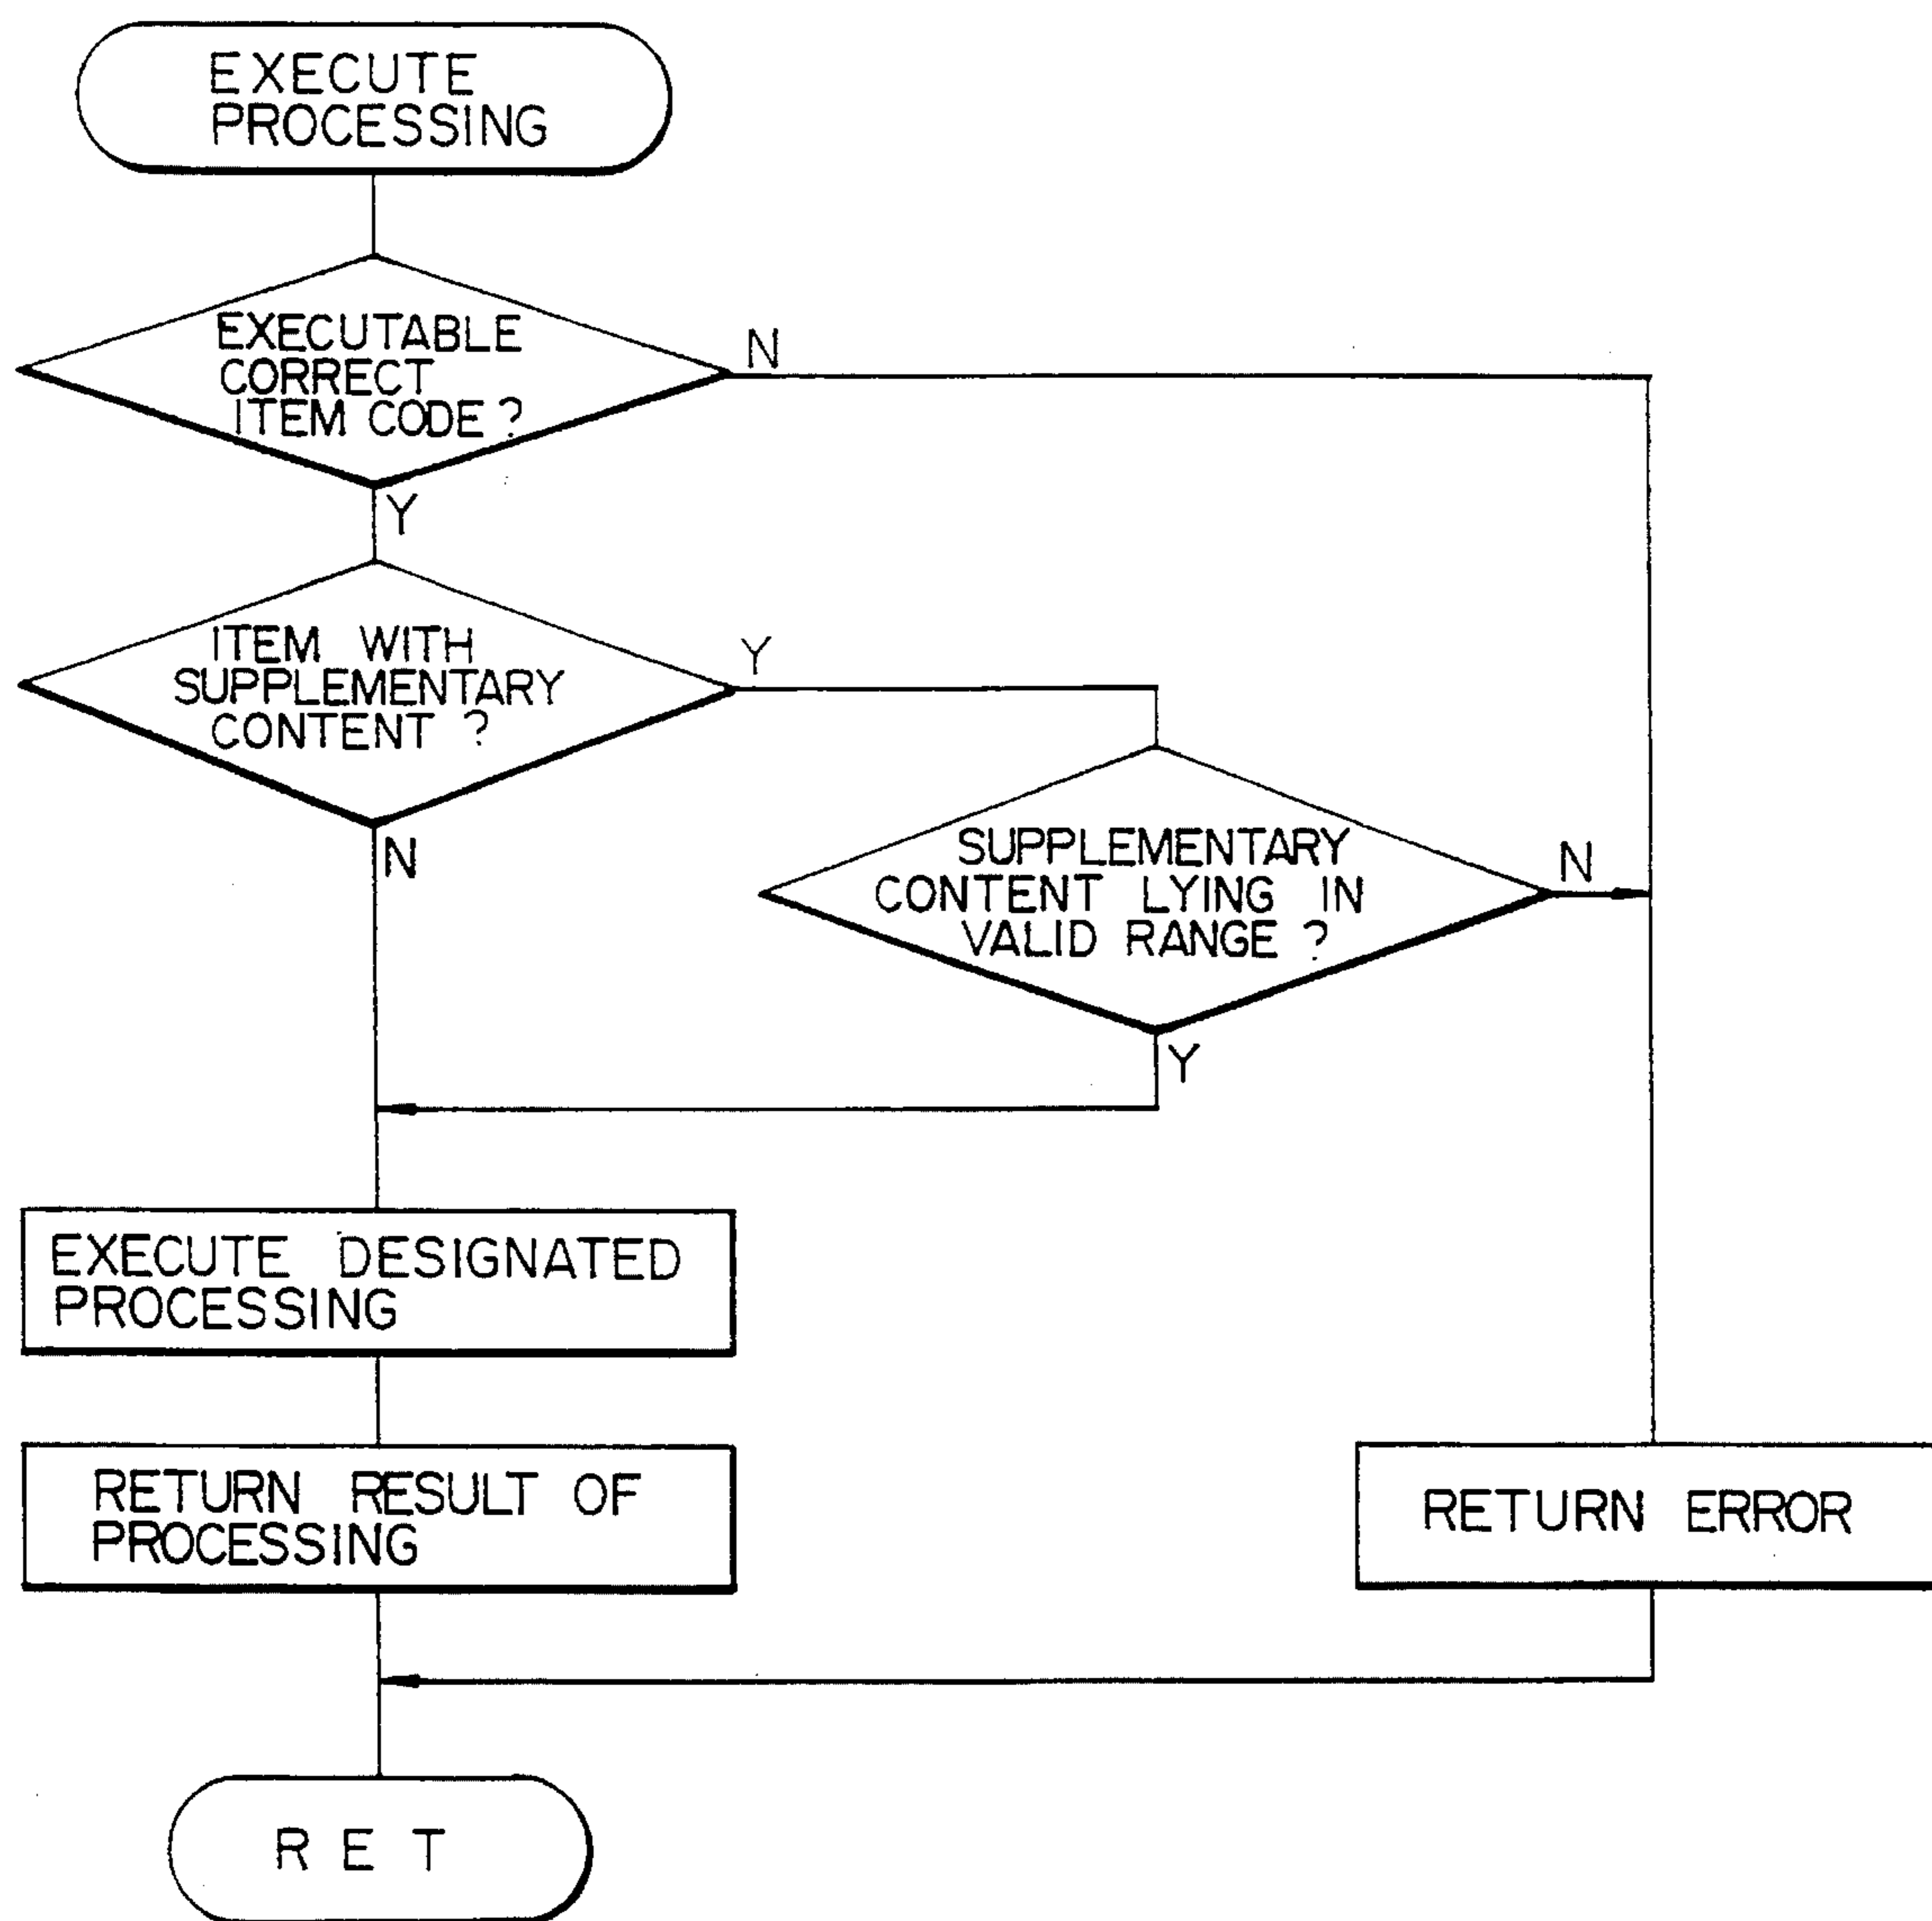 EXECUTE
PROCESSING
EXECUTABLE
CORRECT
ITEM CODE ?
N
Y
ITEM WITH
SUPPLEMENTARY
CONTENT ?
Y
N
SUPPLEMENTARY
CONTENT LYING IN
VALID RANGE ?
N
Y
EXECUTE DESIGNATED
PROCESSING
RETURN RESULT OF
PROCESSING
RETURN ERROR
RET